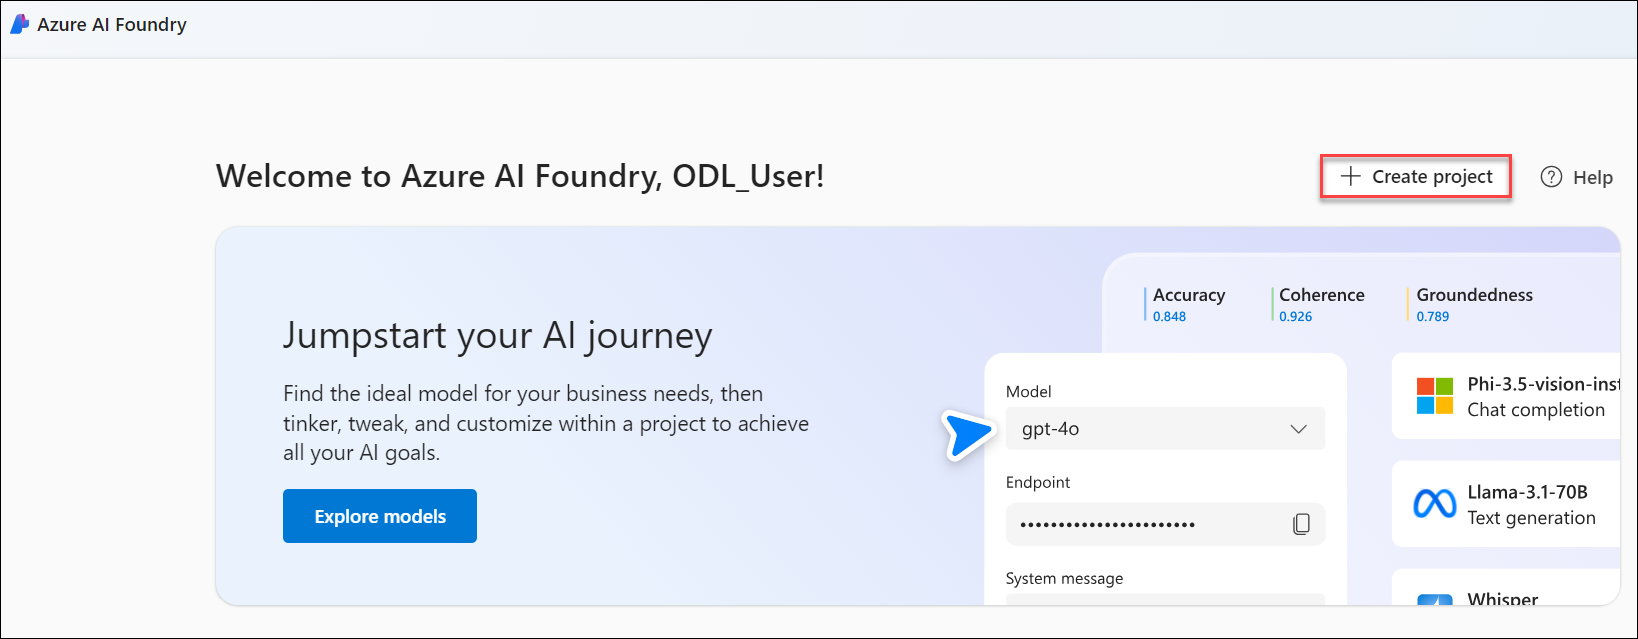 Azure AI Foundry
Welcome to Azure AI Foundry, ODL_User!
Create project
Help
Jumpstart your AI journey
Find the ideal model for your business needs, then
tinker, tweak, and customize within a project to achieve
all your AI goals.
Explore models
Accuracy
0.848
Coherence
0.926
Groundedness
0.789
Model
gpt-4o
Endpoint
••••••••••••••••••••••
System message
Phi-3.5-vision-inst
Chat completion
Llama-3.1-70B
Text generation
Whisper